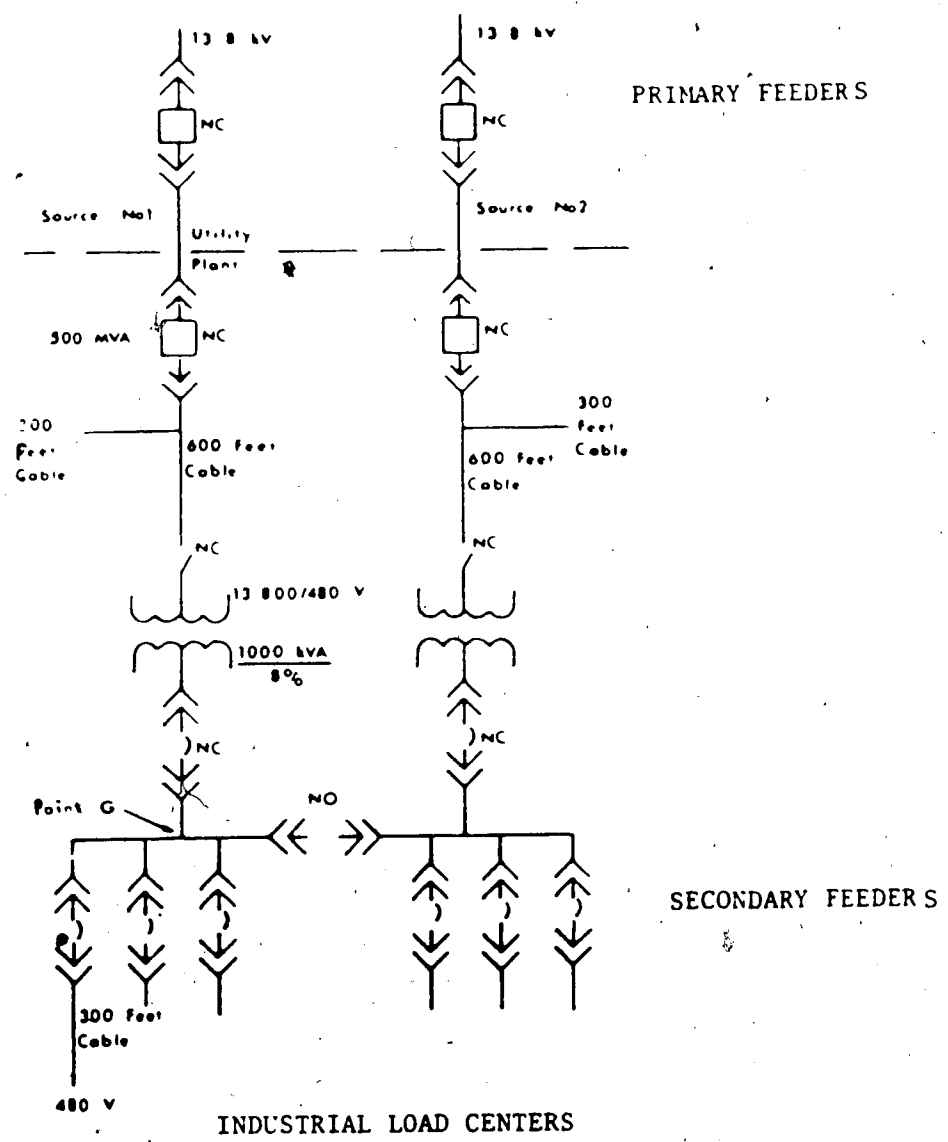 13.8 kV
13.8 kV
PRIMARY FEEDERS
NC
NC
Source No1
Source No2
Utility
Plant
500 MVA
NC
NC
300
Feet
Cable
600 Feet
Cable
600 Feet
Cable
300
Feet
Cable
NC
NC
13 800/480 V
1000 kVA
8%
NC
NC
Point G
NO
SECONDARY FEEDERS
300 Feet
Cable
480 V
INDUSTRIAL LOAD CENTERS